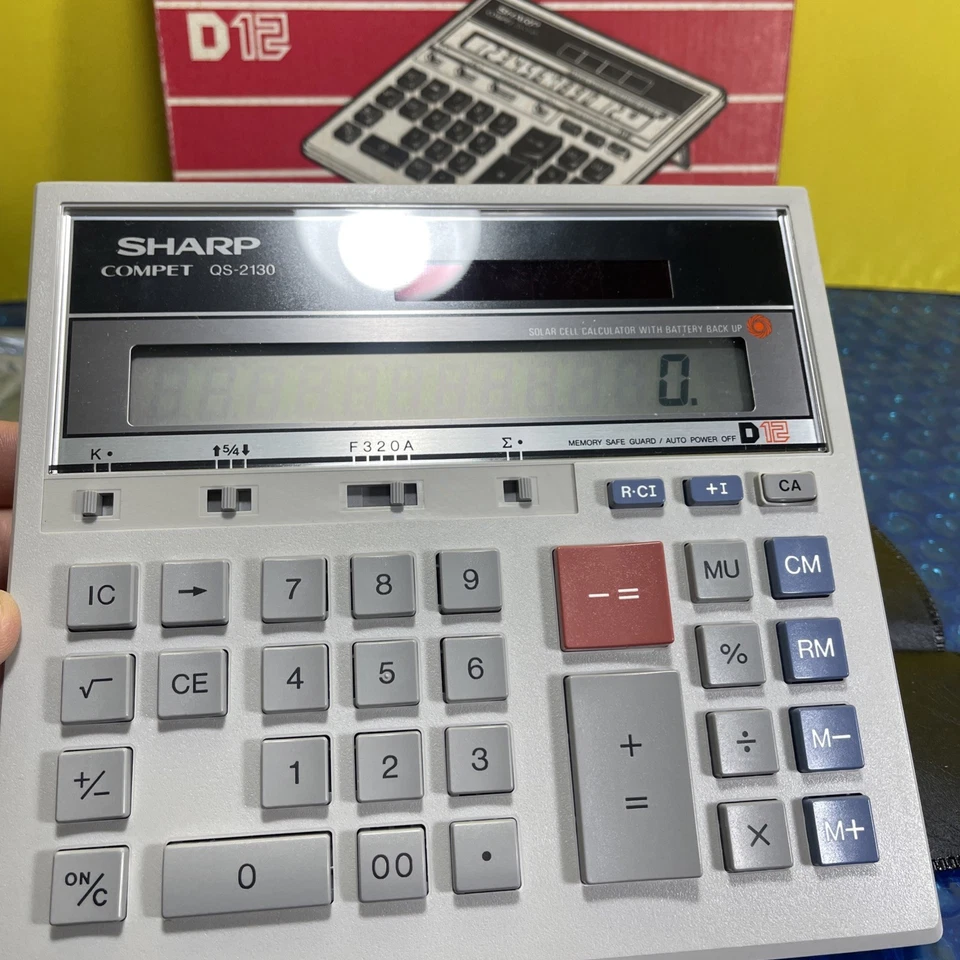 D12
SHARP
COMPET QS-2130
SOLAR CELL CALCULATOR WITH BATTERY BACK UP
0.
MEMORY SAFE GUARD / AUTO POWER OFF D12
K • ↑5/4↓ F320A Σ •
R·CI +I CA
IC → 7 8 9 −= MU CM
√ CE 4 5 6 % RM
+/− 1 2 3 + = ÷ M−
ON/C 0 00 • × M+